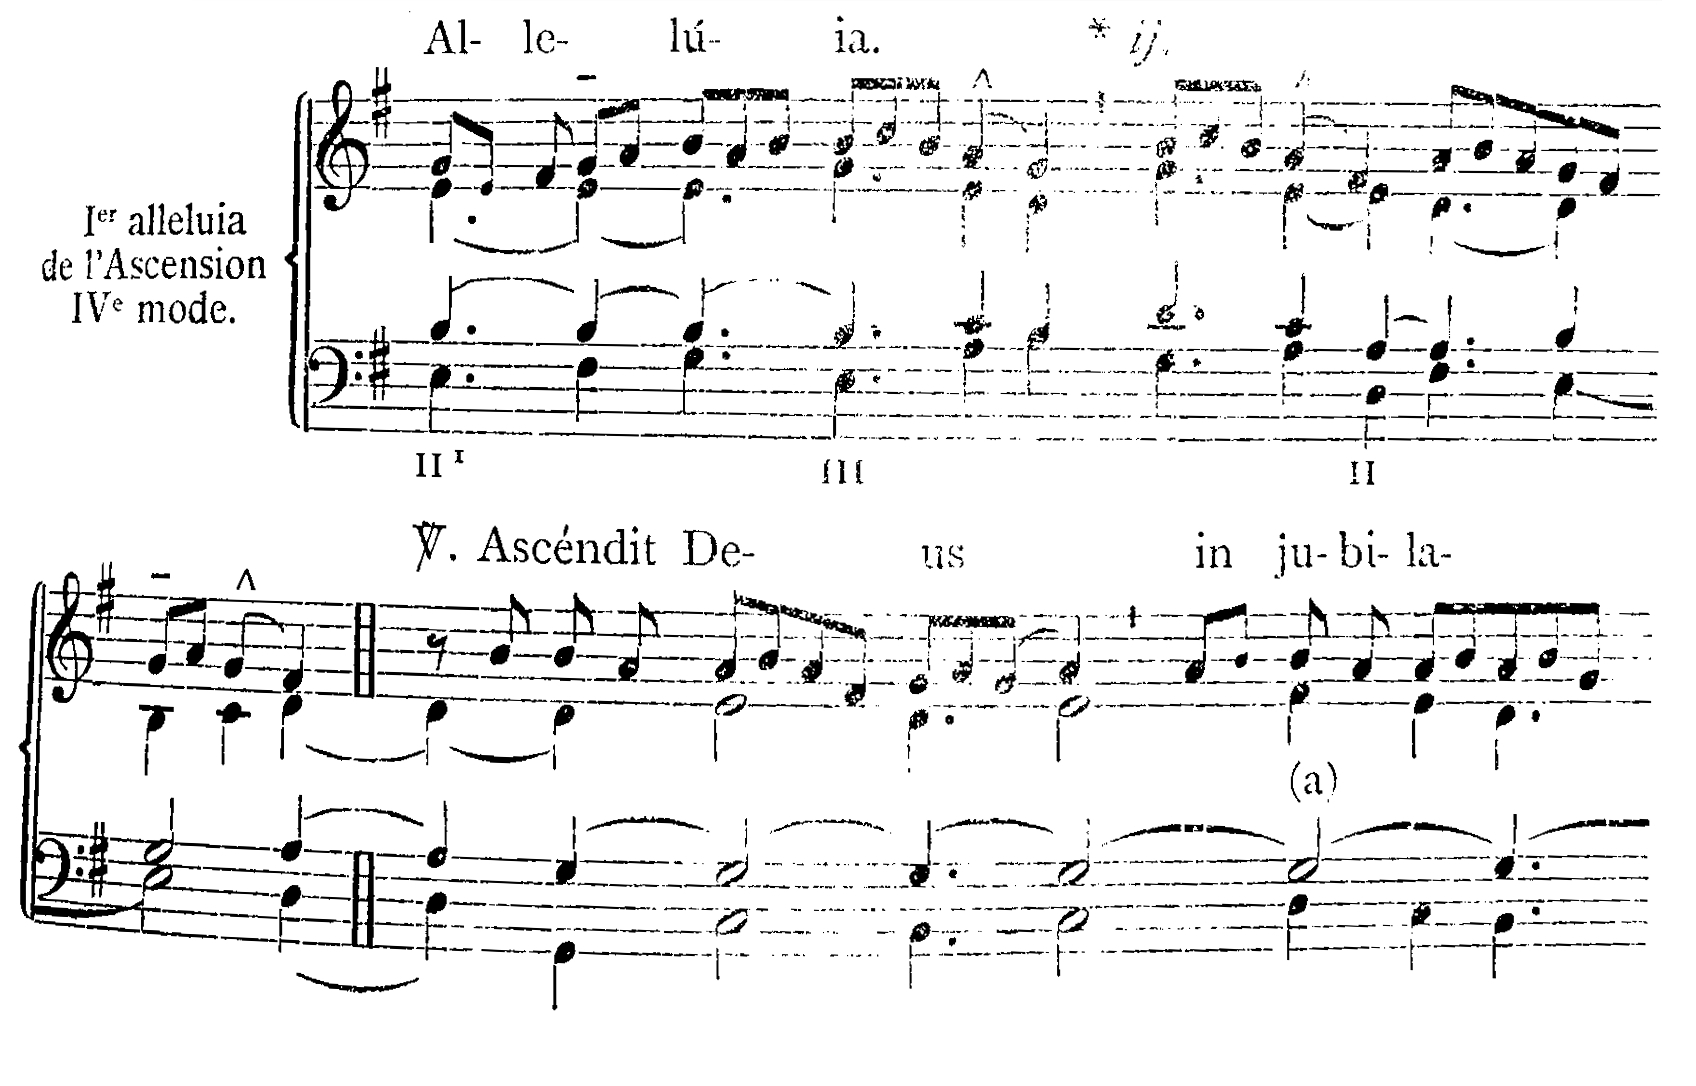 Al- le- lú- ia. * ij.
Iᵉʳ alleluia
de l'Ascension
IVᵉ mode.
II ¹ III II
℣. Ascéndit De- us in ju- bi- la-
(a)